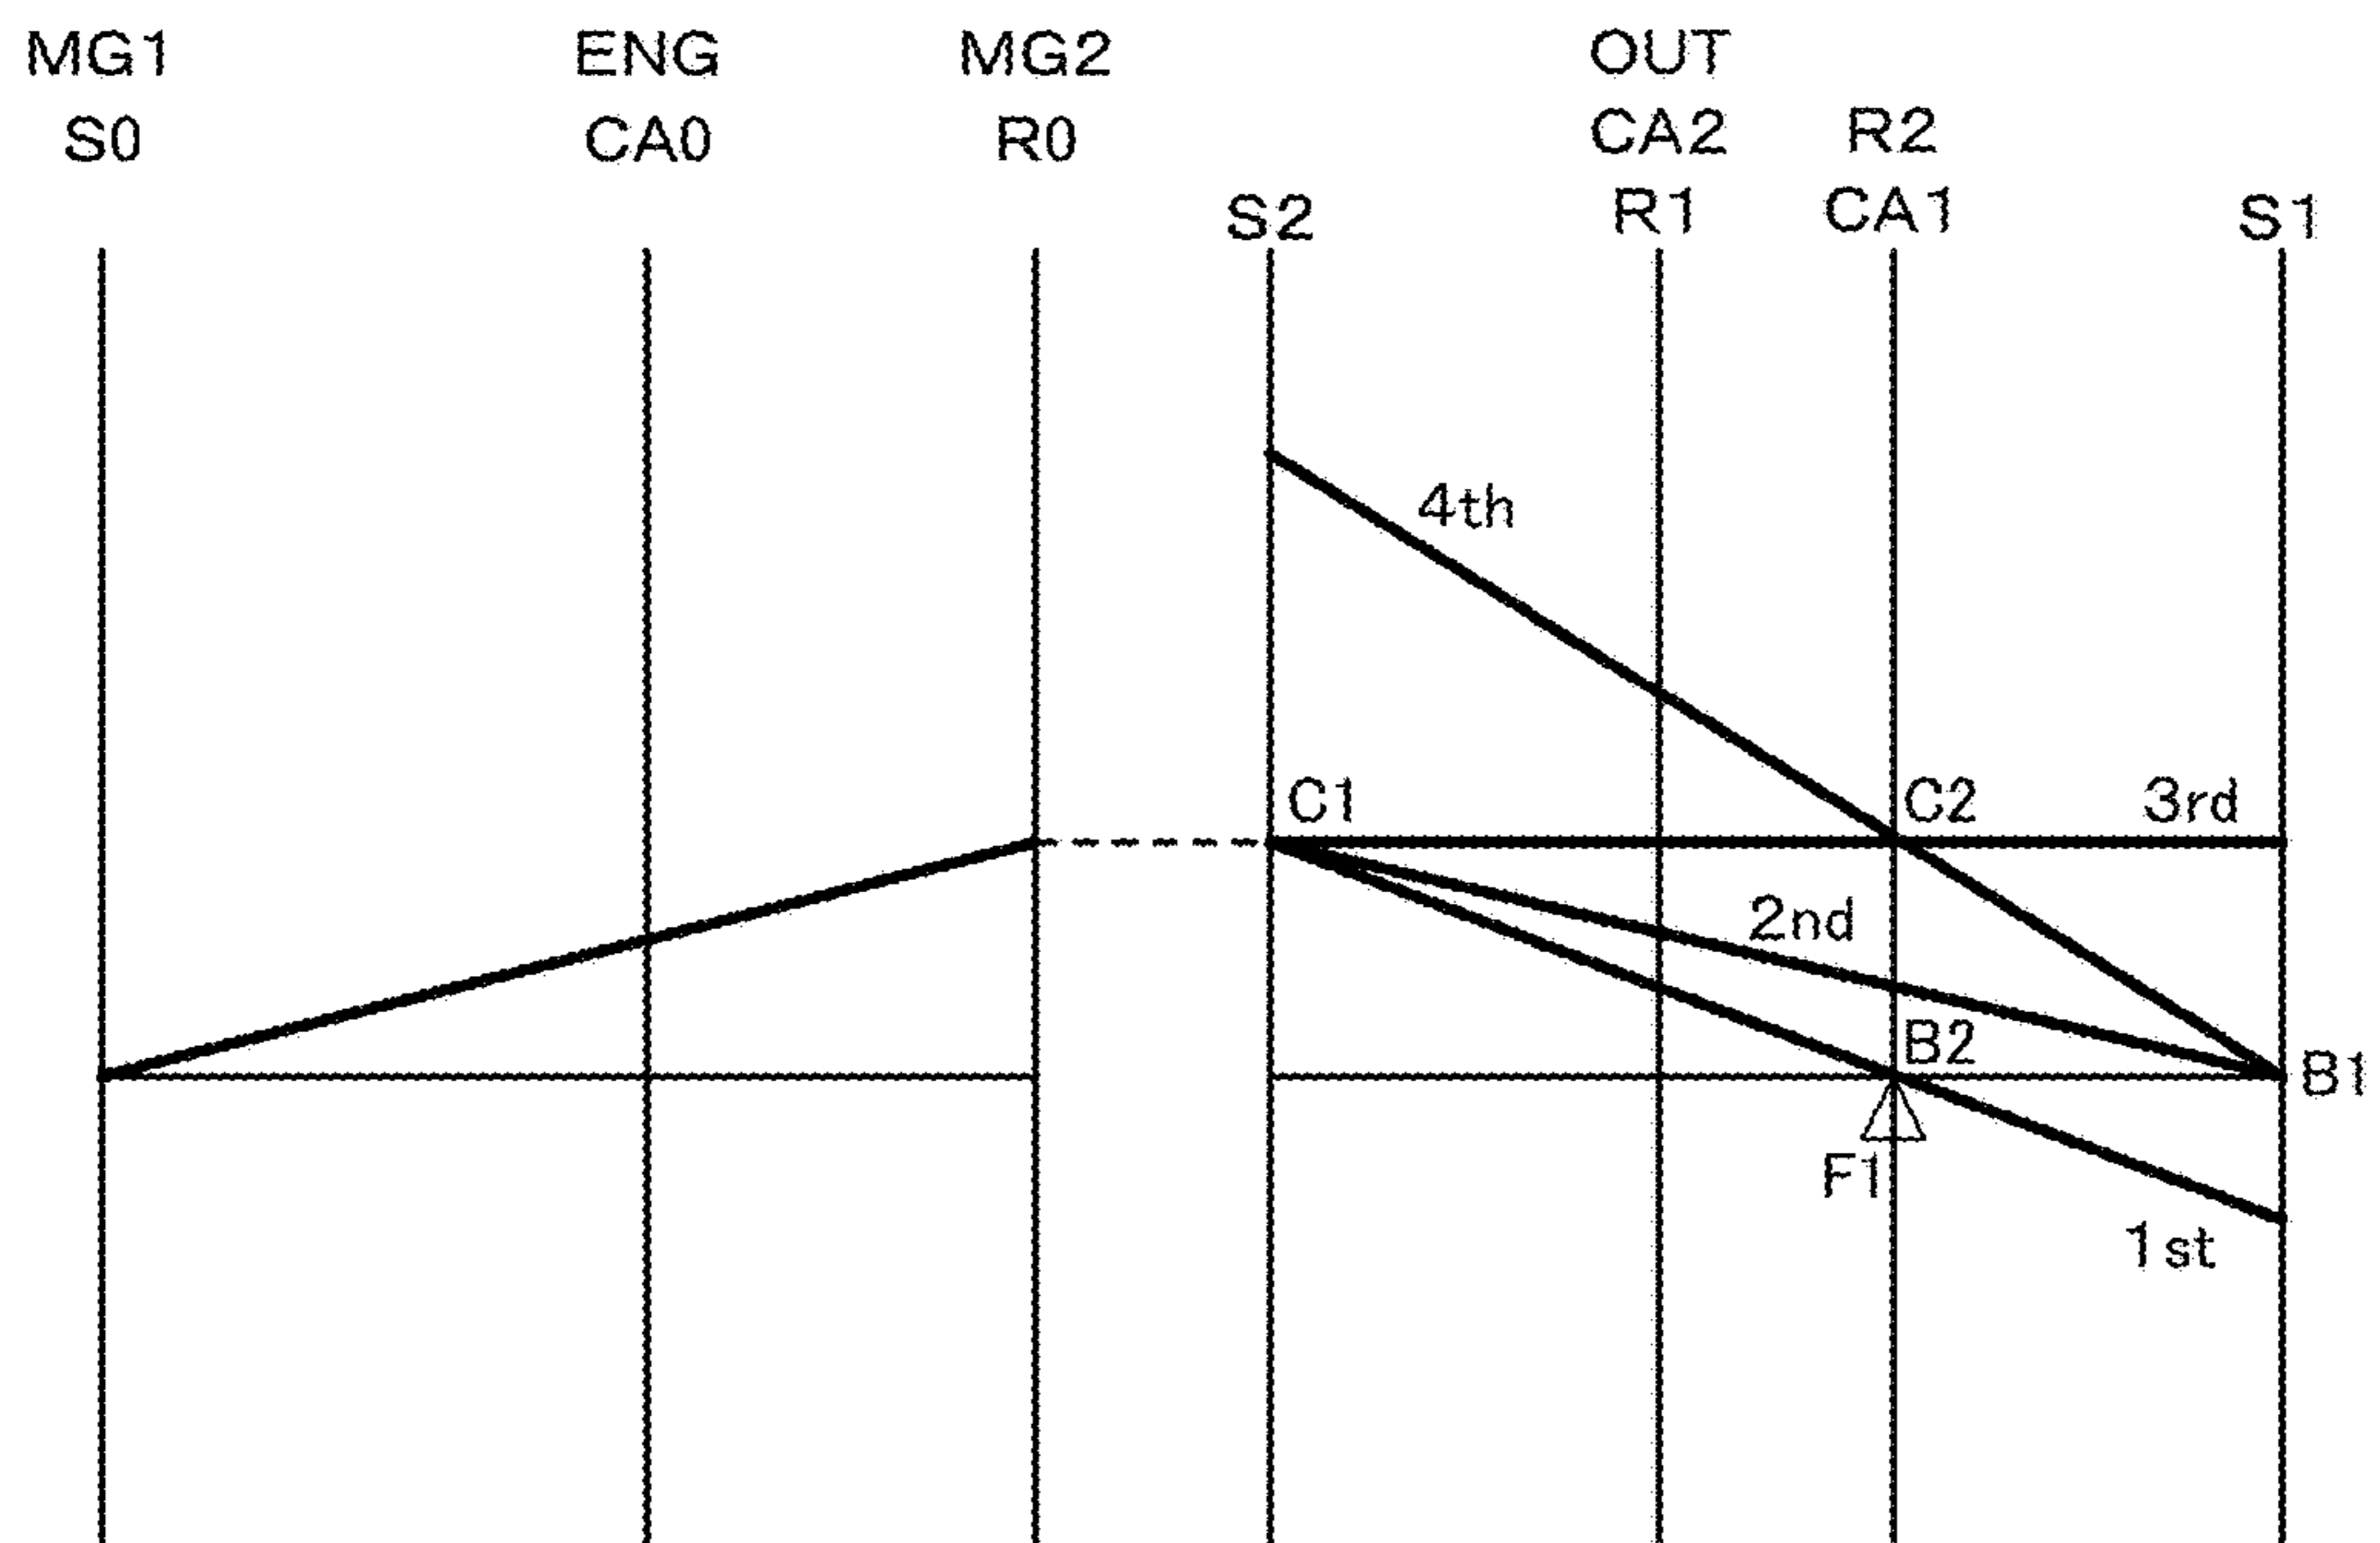 MG1 ENG MG2 OUT
S0 CA0 R0 CA2 R2
S2 R1 CA1 S1
4th
C1 C2 3rd
2nd
B2
B1
F1
1st